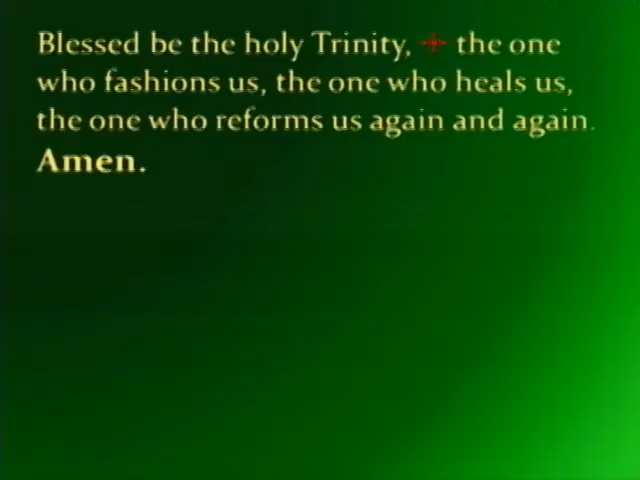 Blessed be the holy Trinity, ✢ the one
who fashions us, the one who heals us,
the one who reforms us again and again.
Amen.